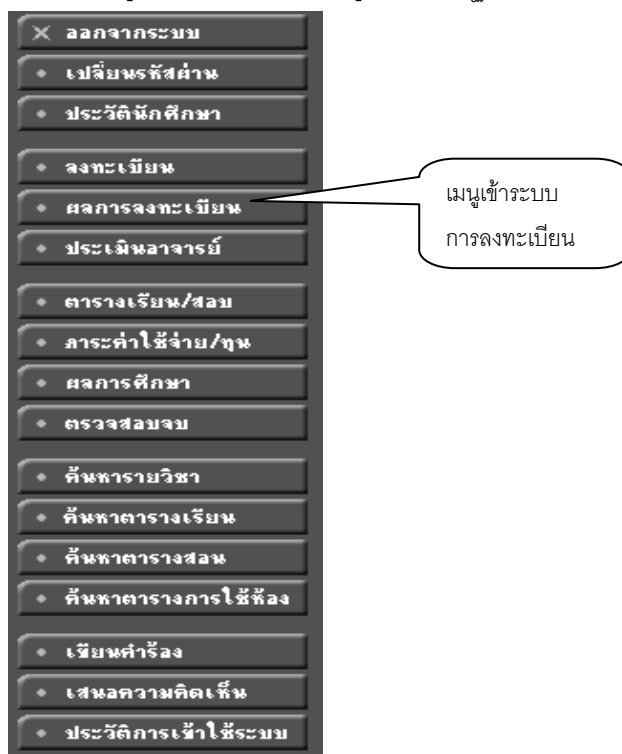 ออกจากระบบ
เปลี่ยนรหัสผ่าน
ประวัตินักศึกษา
ลงทะเบียน
ผลการลงทะเบียน
ประเมินอาจารย์
ตารางเรียน/สอบ
ภาระค่าใช้จ่าย/ทุน
ผลการศึกษา
ตรวจสอบจบ
ค้นหารายวิชา
ค้นหาตารางเรียน
ค้นหาตารางสอน
ค้นหาตารางการใช้ห้อง
เขียนคำร้อง
เสนอความคิดเห็น
ประวัติการเข้าใช้ระบบ
เมนูเข้าระบบ
การลงทะเบียน